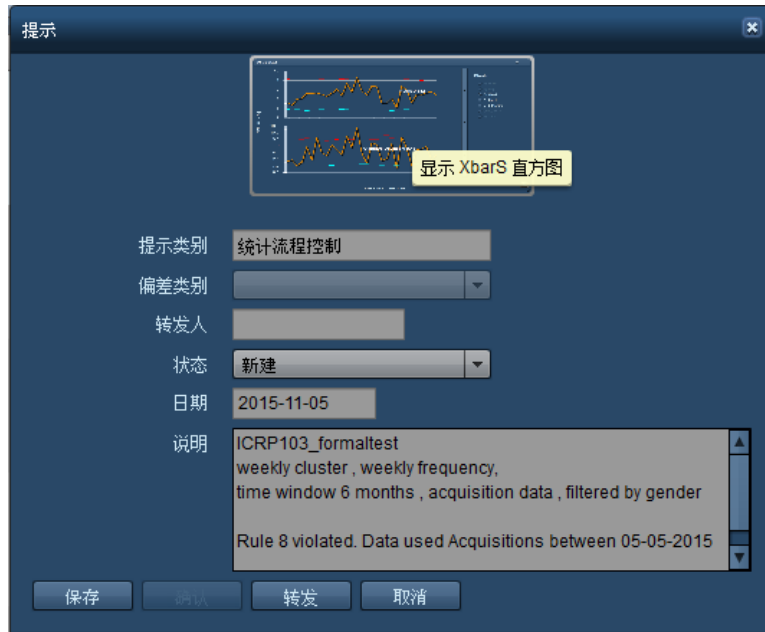 提示
显示 XbarS 直方图
提示类别
统计流程控制
偏差类别
转发人
状态
新建
日期
2015-11-05
说明
ICRP103_formaltest
weekly cluster , weekly frequency,
time window 6 months , acquisition data , filtered by gender
Rule 8 violated. Data used Acquisitions between 05-05-2015
保存
确认
转发
取消